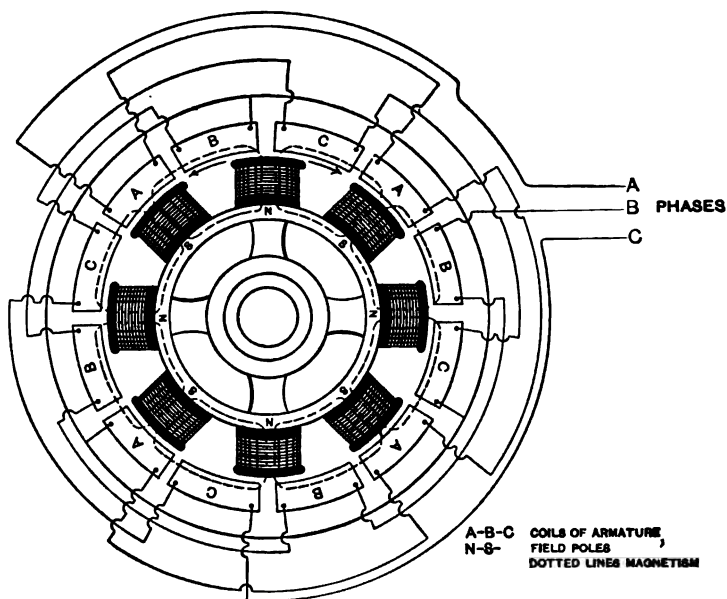 B C
A A
A
B PHASES
C
N
S S
C B
N N
B C
S S
N
A A
C B
A-B-C COILS OF ARMATURE,
N-S- FIELD POLES
DOTTED LINES MAGNETISM